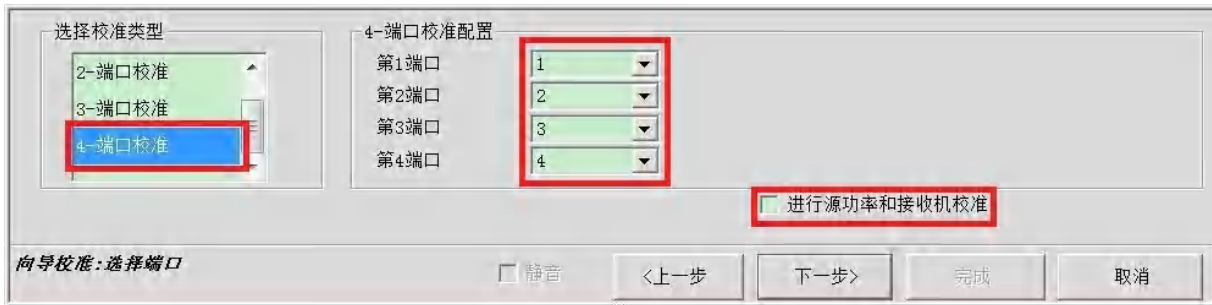 选择校准类型
2-端口校准
3-端口校准
4-端口校准
4-端口校准配置
第1端口 1
第2端口 2
第3端口 3
第4端口 4
进行源功率和接收机校准
向导校准:选择端口 静音 <上一步 下一步> 完成 取消